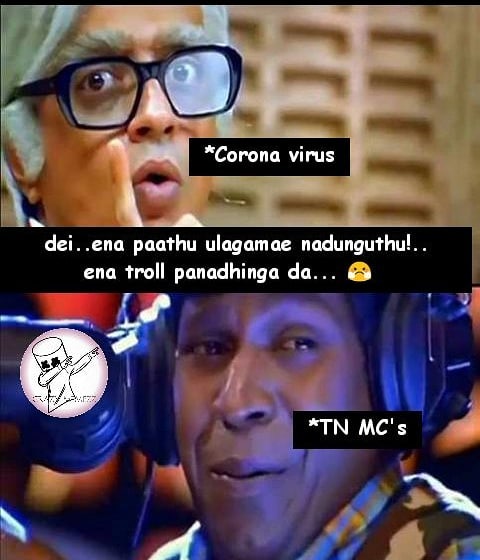 *Corona virus
dei..ena paathu ulagamae nadunguthu!..
ena troll panadhinga da... 😤
*TN MC's